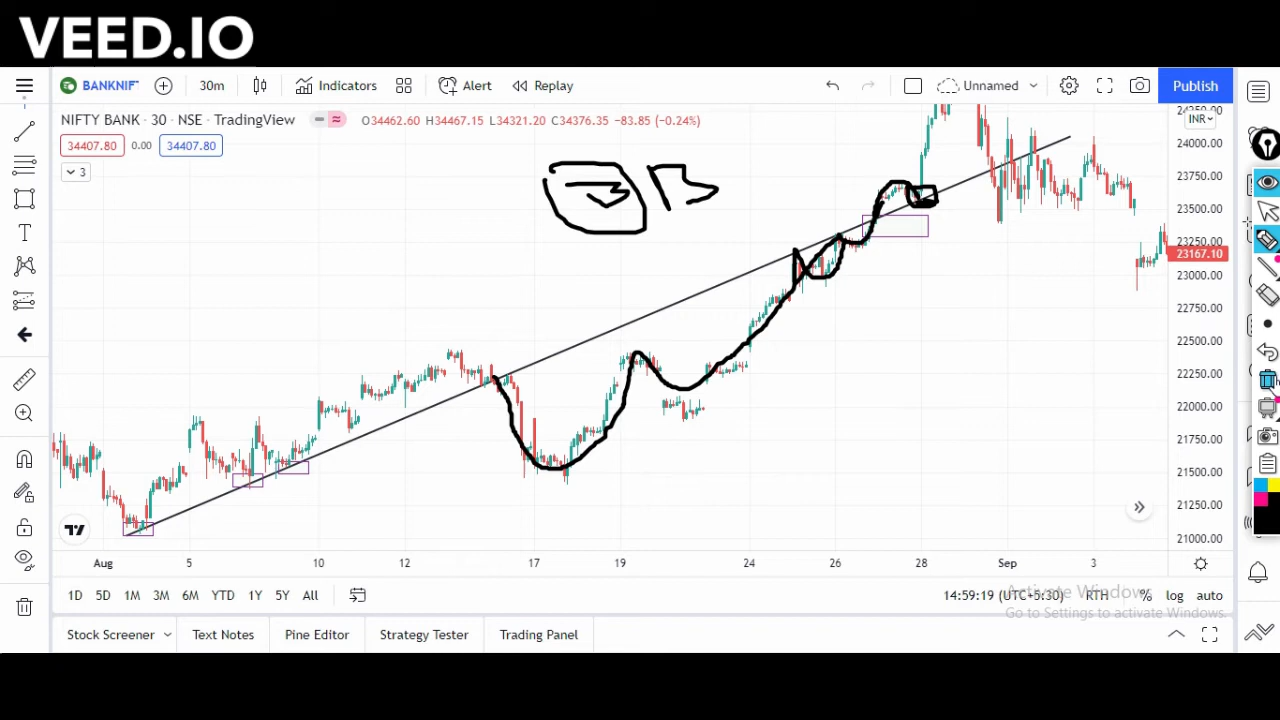 VEED.IO
BANKNIF 30m Indicators Alert Replay Unnamed Publish
NIFTY BANK · 30 · NSE · TradingView O34462.60 H34467.15 L34321.20 C34376.35 −83.85 (−0.24%)
34407.80 0.00 34407.80
3
INR
24250.00
24000.00
23750.00
23500.00
23250.00
23167.10
23000.00
22750.00
22500.00
22250.00
22000.00
21750.00
21500.00
21250.00
21000.00
Aug 5 10 12 17 19 24 26 28 Sep 3
1D 5D 1M 3M 6M YTD 1Y 5Y All 14:59:19 (UTC+5:30) RTH % log auto
Activate Windows
Go to Settings to activate Windows.
Stock Screener Text Notes Pine Editor Strategy Tester Trading Panel